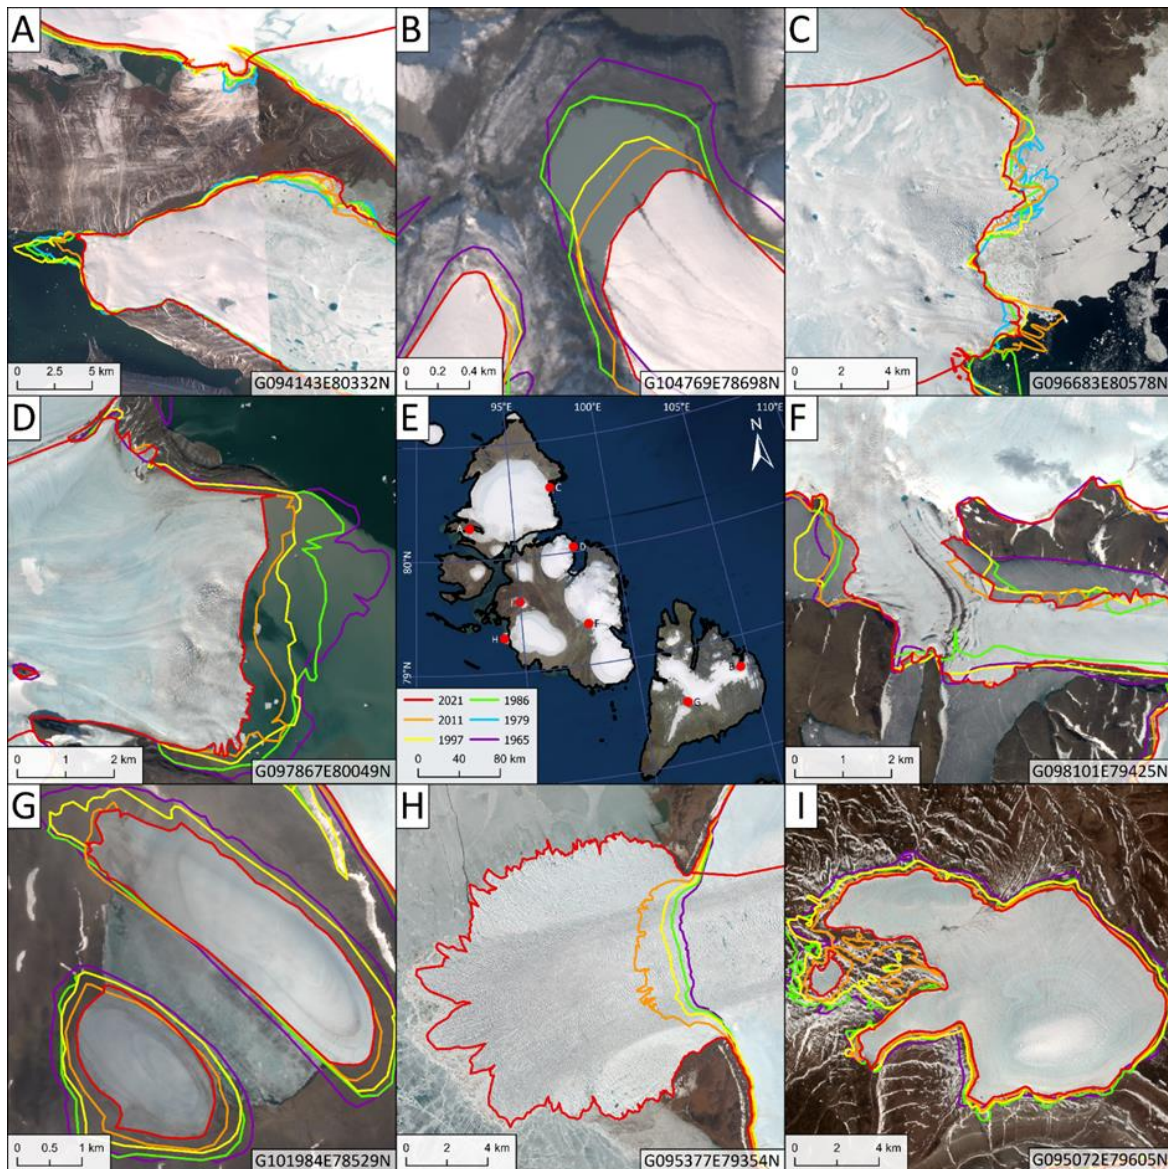 A
0 2.5 5 km
G094143E80332N
B
0 0.2 0.4 km
G104769E78698N
C
0 2 4 km
G096683E80578N
D
0 1 2 km
G097867E80049N
E
95°E 100°E 105°E 110°E
N
80°N
79°N
A
C
D
F
H
B
G
2021 1986
2011 1979
1997 1965
0 40 80 km
F
0 1 2 km
G098101E79425N
G
0 0.5 1 km
G101984E78529N
H
0 2 4 km
G095377E79354N
I
0 2 4 km
G095072E79605N